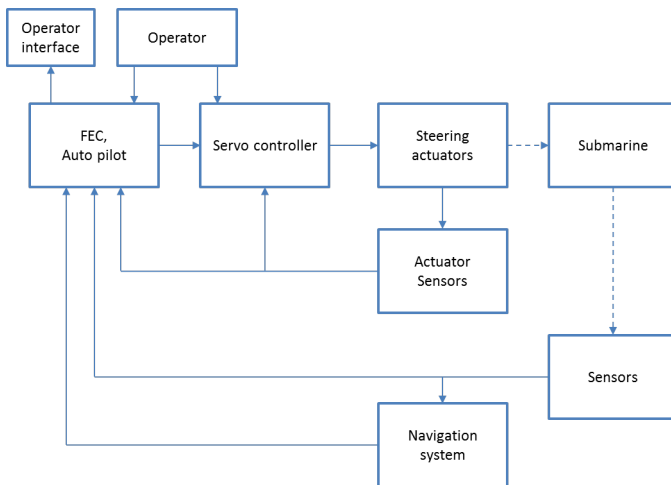 Operator
interface
Operator
FEC,
Auto pilot
Servo controller
Steering
actuators
Submarine
Actuator
Sensors
Sensors
Navigation
system